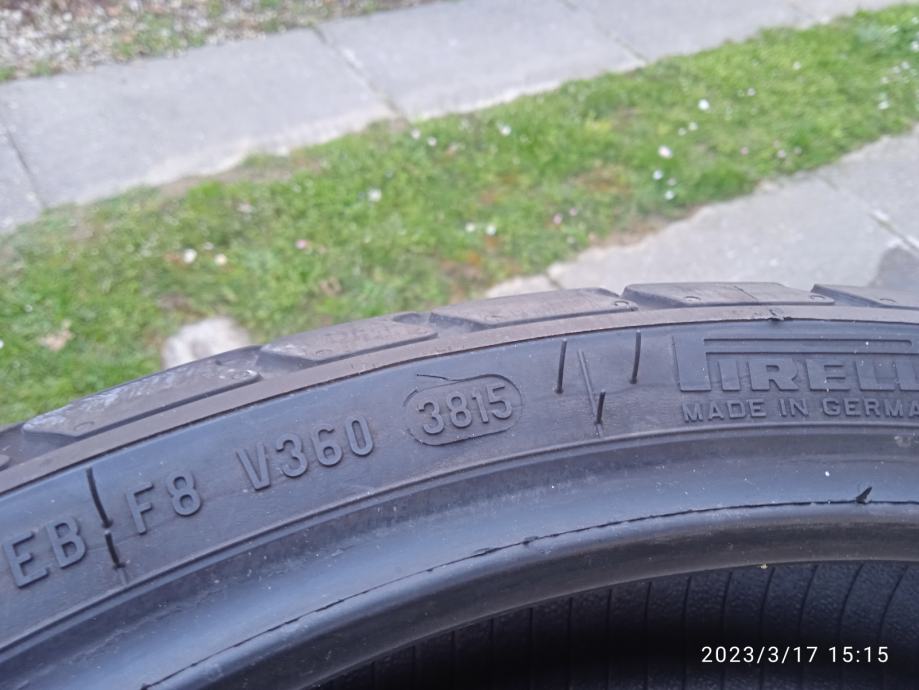 EB F8 V360 3815
PIRELLI
MADE IN GERMA
2023/3/17 15:15